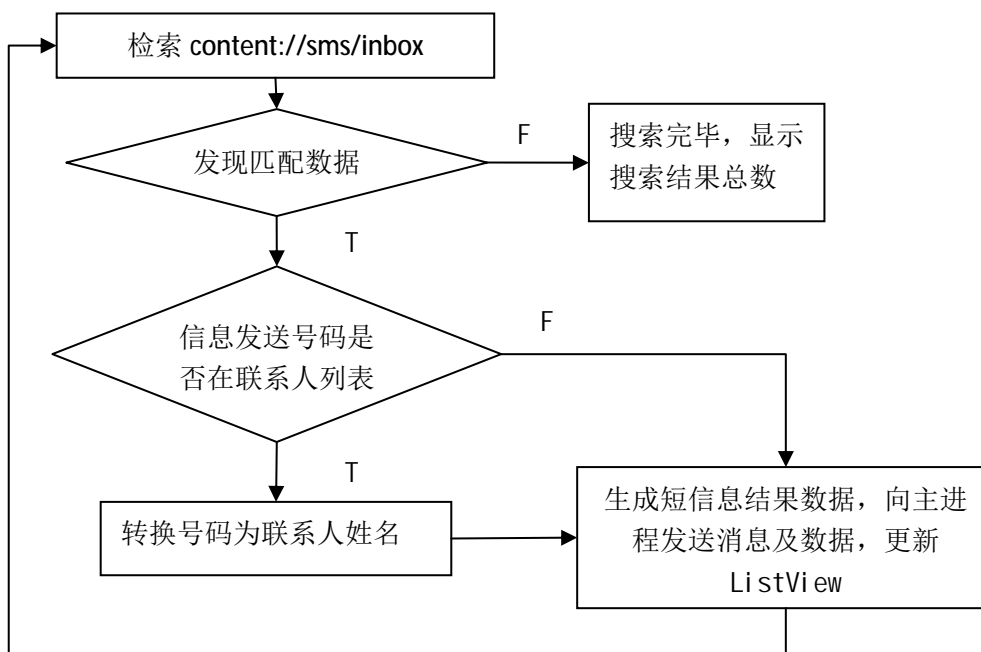 检索 content://sms/inbox
发现匹配数据
F
搜索完毕，显示
搜索结果总数
T
信息发送号码是
否在联系人列表
F
T
转换号码为联系人姓名
生成短信息结果数据，向主进
程发送消息及数据，更新
ListView